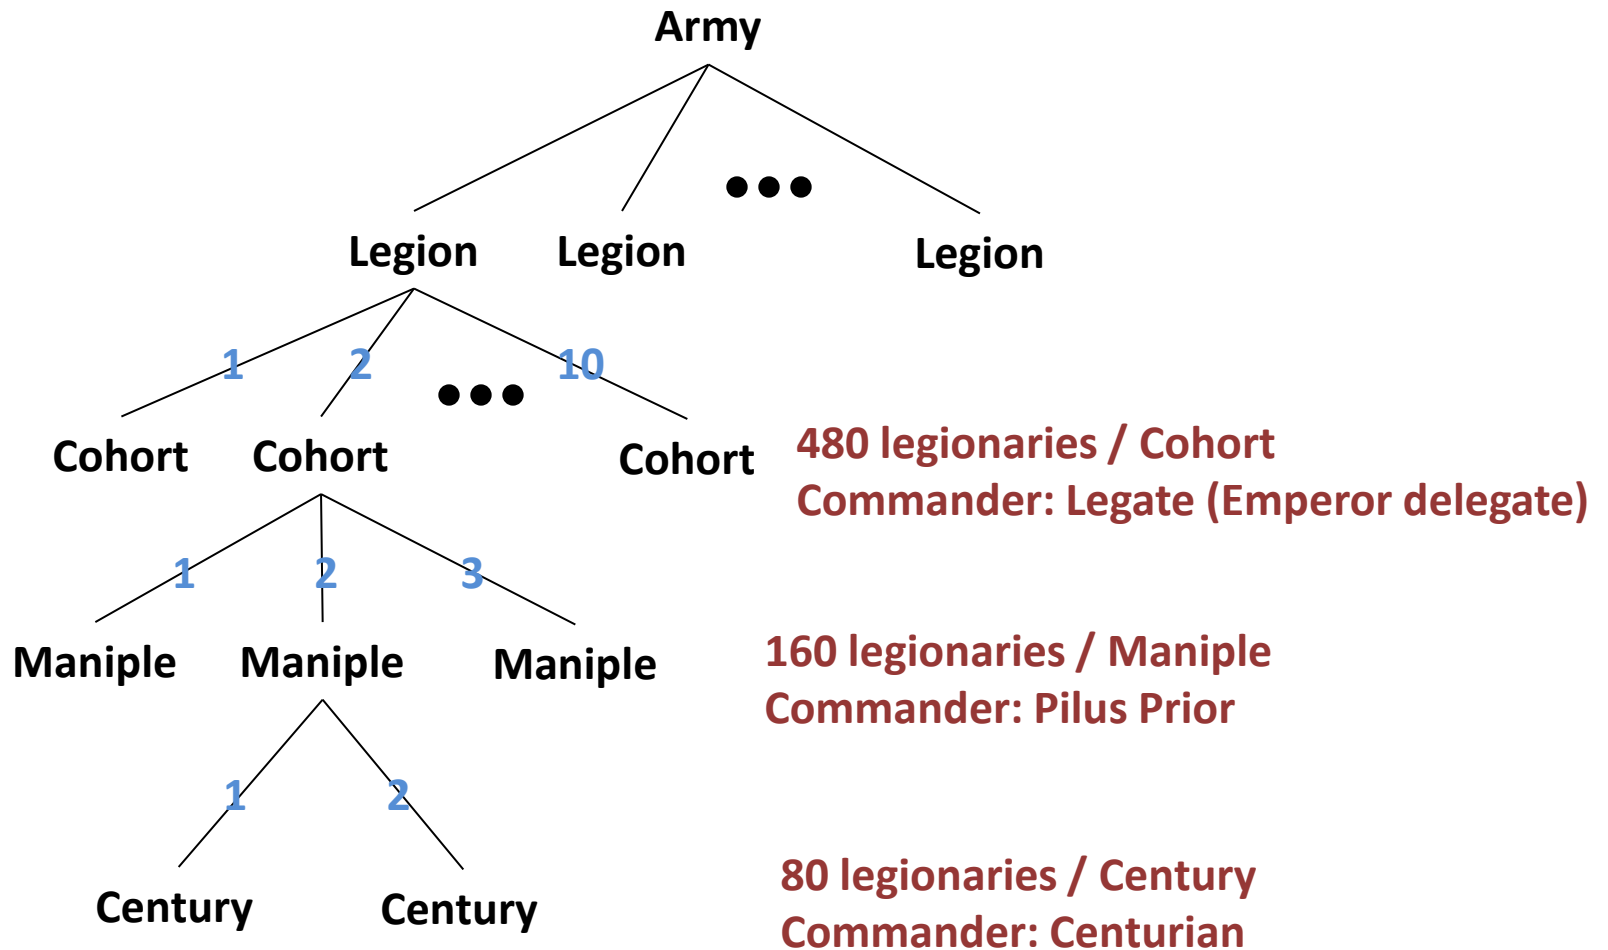 Army
Legion Legion Legion
1 2 10
Cohort Cohort Cohort
480 legionaries / Cohort
Commander: Legate (Emperor delegate)
1 2 3
Maniple Maniple Maniple
160 legionaries / Maniple
Commander: Pilus Prior
1 2
Century Century
80 legionaries / Century
Commander: Centurian